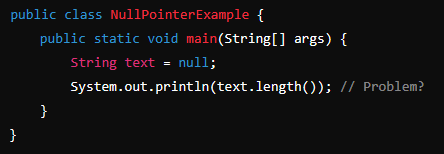 public class NullPointerExample {
    public static void main(String[] args) {
        String text = null;
        System.out.println(text.length()); // Problem?
    }
}